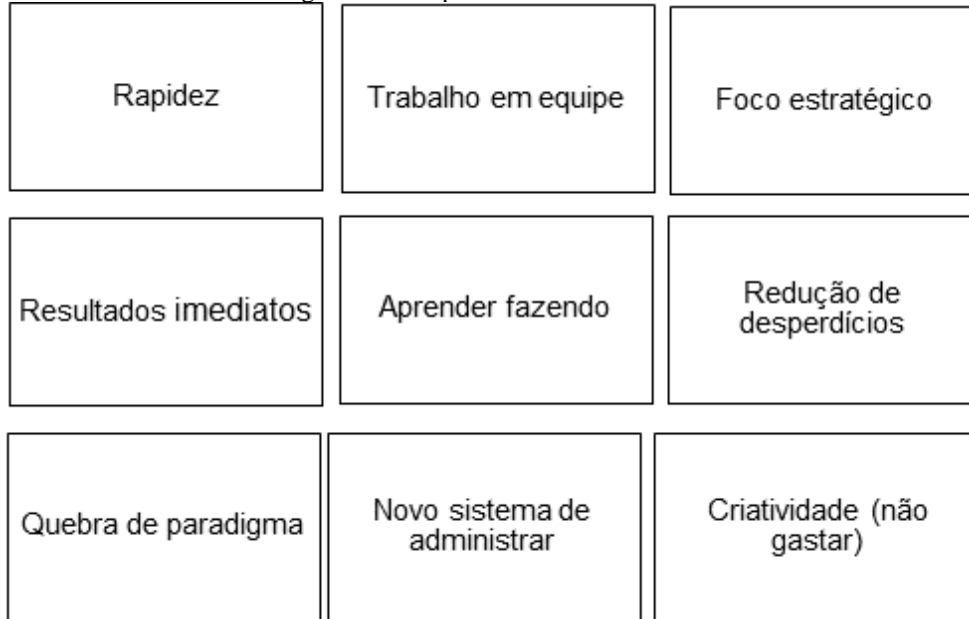 Rapidez
Trabalho em equipe
Foco estratégico
Resultados imediatos
Aprender fazendo
Redução de
desperdícios
Quebra de paradigma
Novo sistema de
administrar
Criatividade (não
gastar)